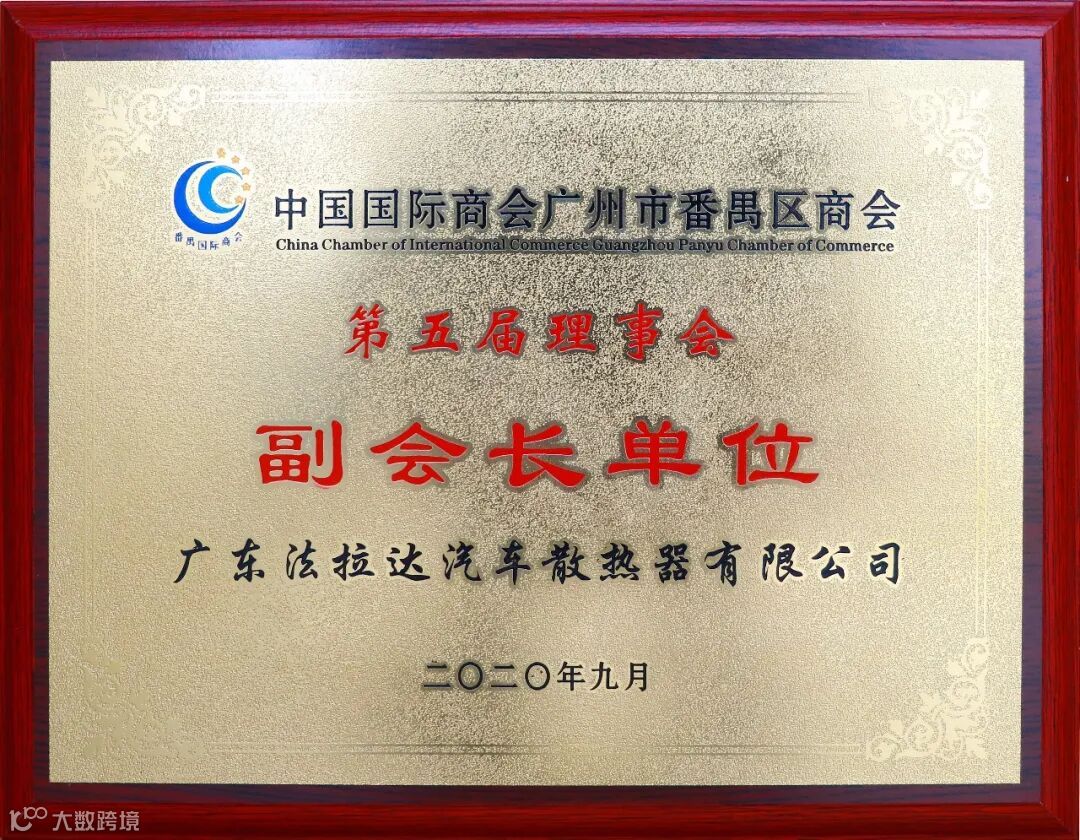 中国国际商会广州市番禺区商会
China Chamber of International Commerce Guangzhou Panyu Chamber of Commerce
番禺国际商会
第五届理事会
副会长单位
广东法拉达汽车散热器有限公司
二〇二〇年九月
大数跨境